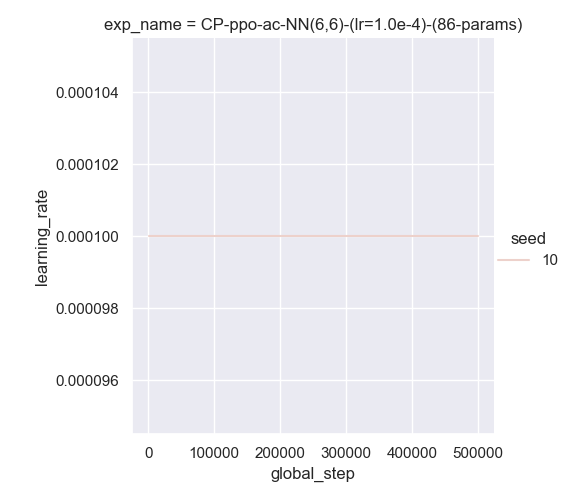 exp_name = CP-ppo-ac-NN(6,6)-(lr=1.0e-4)-(86-params)
0.000104
0.000102
0.000100
0.000098
0.000096
learning_rate
0 100000 200000 300000 400000 500000
global_step
seed
10